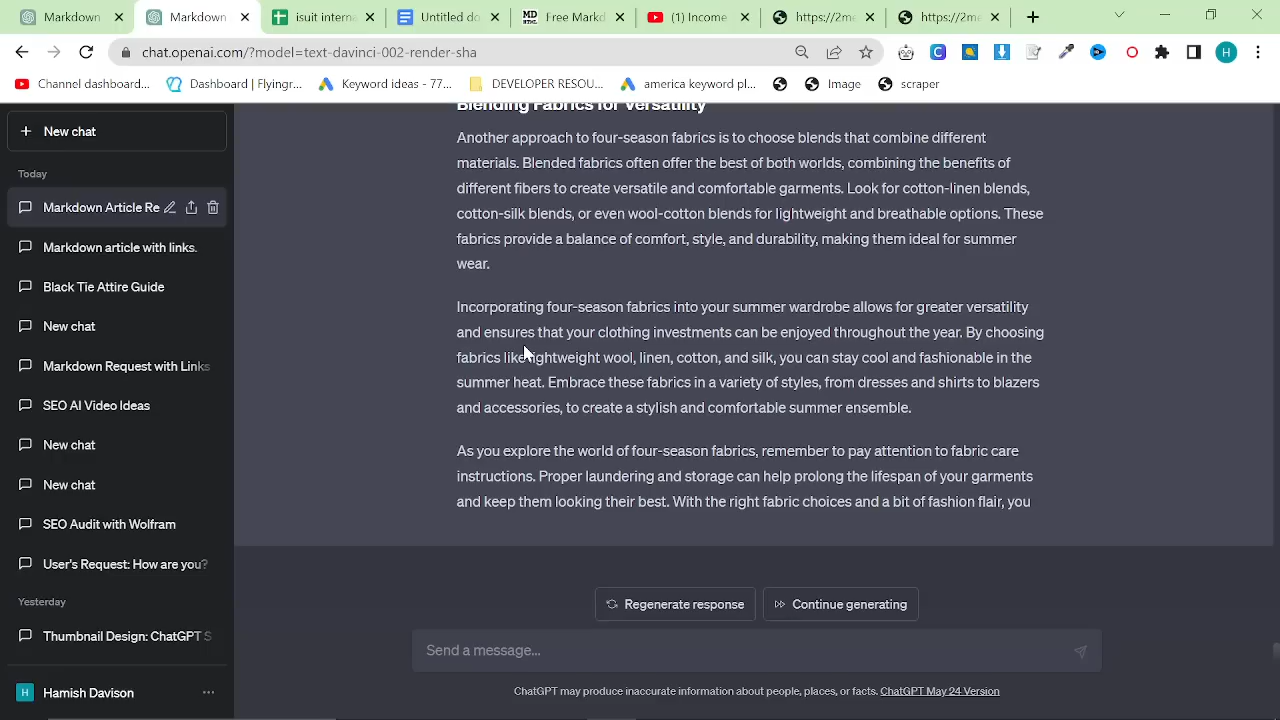 Markdown
Markdown
isuit intern
Untitled do
Free Markd
(1) Income
https://2me
https://2me
chat.openai.com/?model=text-davinci-002-render-sha
H
Channel dashboard...
Dashboard | Flyingr...
Keyword ideas - 77...
DEVELOPER RESOU...
america keyword pl...
Image
scraper
+ New chat
Today
Markdown Article Re
Markdown article with links.
Black Tie Attire Guide
New chat
Markdown Request with Links
SEO AI Video Ideas
New chat
New chat
SEO Audit with Wolfram
User's Request: How are you?
Yesterday
Thumbnail Design: ChatGPT S
H Hamish Davison
Blending Fabrics for Versatility
Another approach to four-season fabrics is to choose blends that combine different
materials. Blended fabrics often offer the best of both worlds, combining the benefits of
different fibers to create versatile and comfortable garments. Look for cotton-linen blends,
cotton-silk blends, or even wool-cotton blends for lightweight and breathable options. These
fabrics provide a balance of comfort, style, and durability, making them ideal for summer
wear.
Incorporating four-season fabrics into your summer wardrobe allows for greater versatility
and ensures that your clothing investments can be enjoyed throughout the year. By choosing
fabrics like lightweight wool, linen, cotton, and silk, you can stay cool and fashionable in the
summer heat. Embrace these fabrics in a variety of styles, from dresses and shirts to blazers
and accessories, to create a stylish and comfortable summer ensemble.
As you explore the world of four-season fabrics, remember to pay attention to fabric care
instructions. Proper laundering and storage can help prolong the lifespan of your garments
and keep them looking their best. With the right fabric choices and a bit of fashion flair, you
Regenerate response
Continue generating
Send a message...
ChatGPT may produce inaccurate information about people, places, or facts. ChatGPT May 24 Version